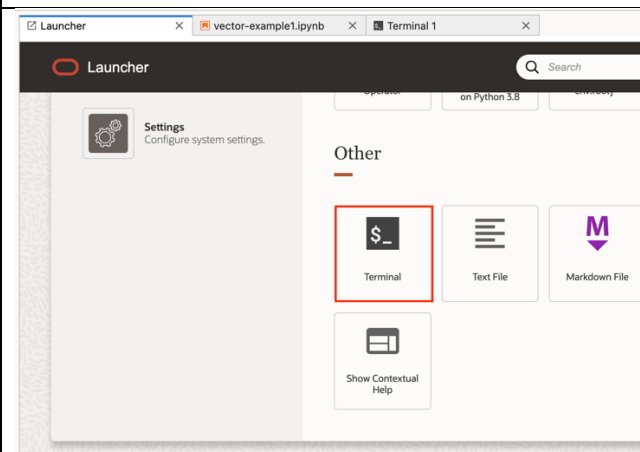 Launcher
vector-example1.ipynb
Terminal 1
Launcher
Search
on Python 3.8
Settings
Configure system settings.
Other
$_
Terminal
Text File
M
Markdown File
Show Contextual
Help